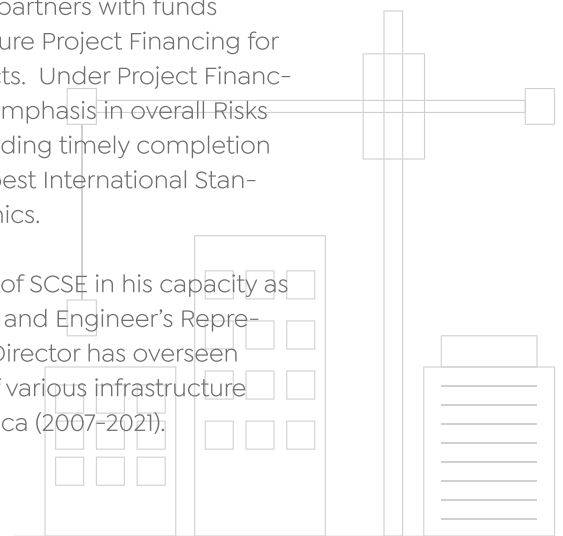 partners with funds
ure Project Financing for
cts.  Under Project Financ-
mphasis in overall Risks
ding timely completion
best International Stan-
nics.
of SCSE in his capacity as
and Engineer’s Repre-
Director has overseen
f various infrastructure
ca (2007-2021).